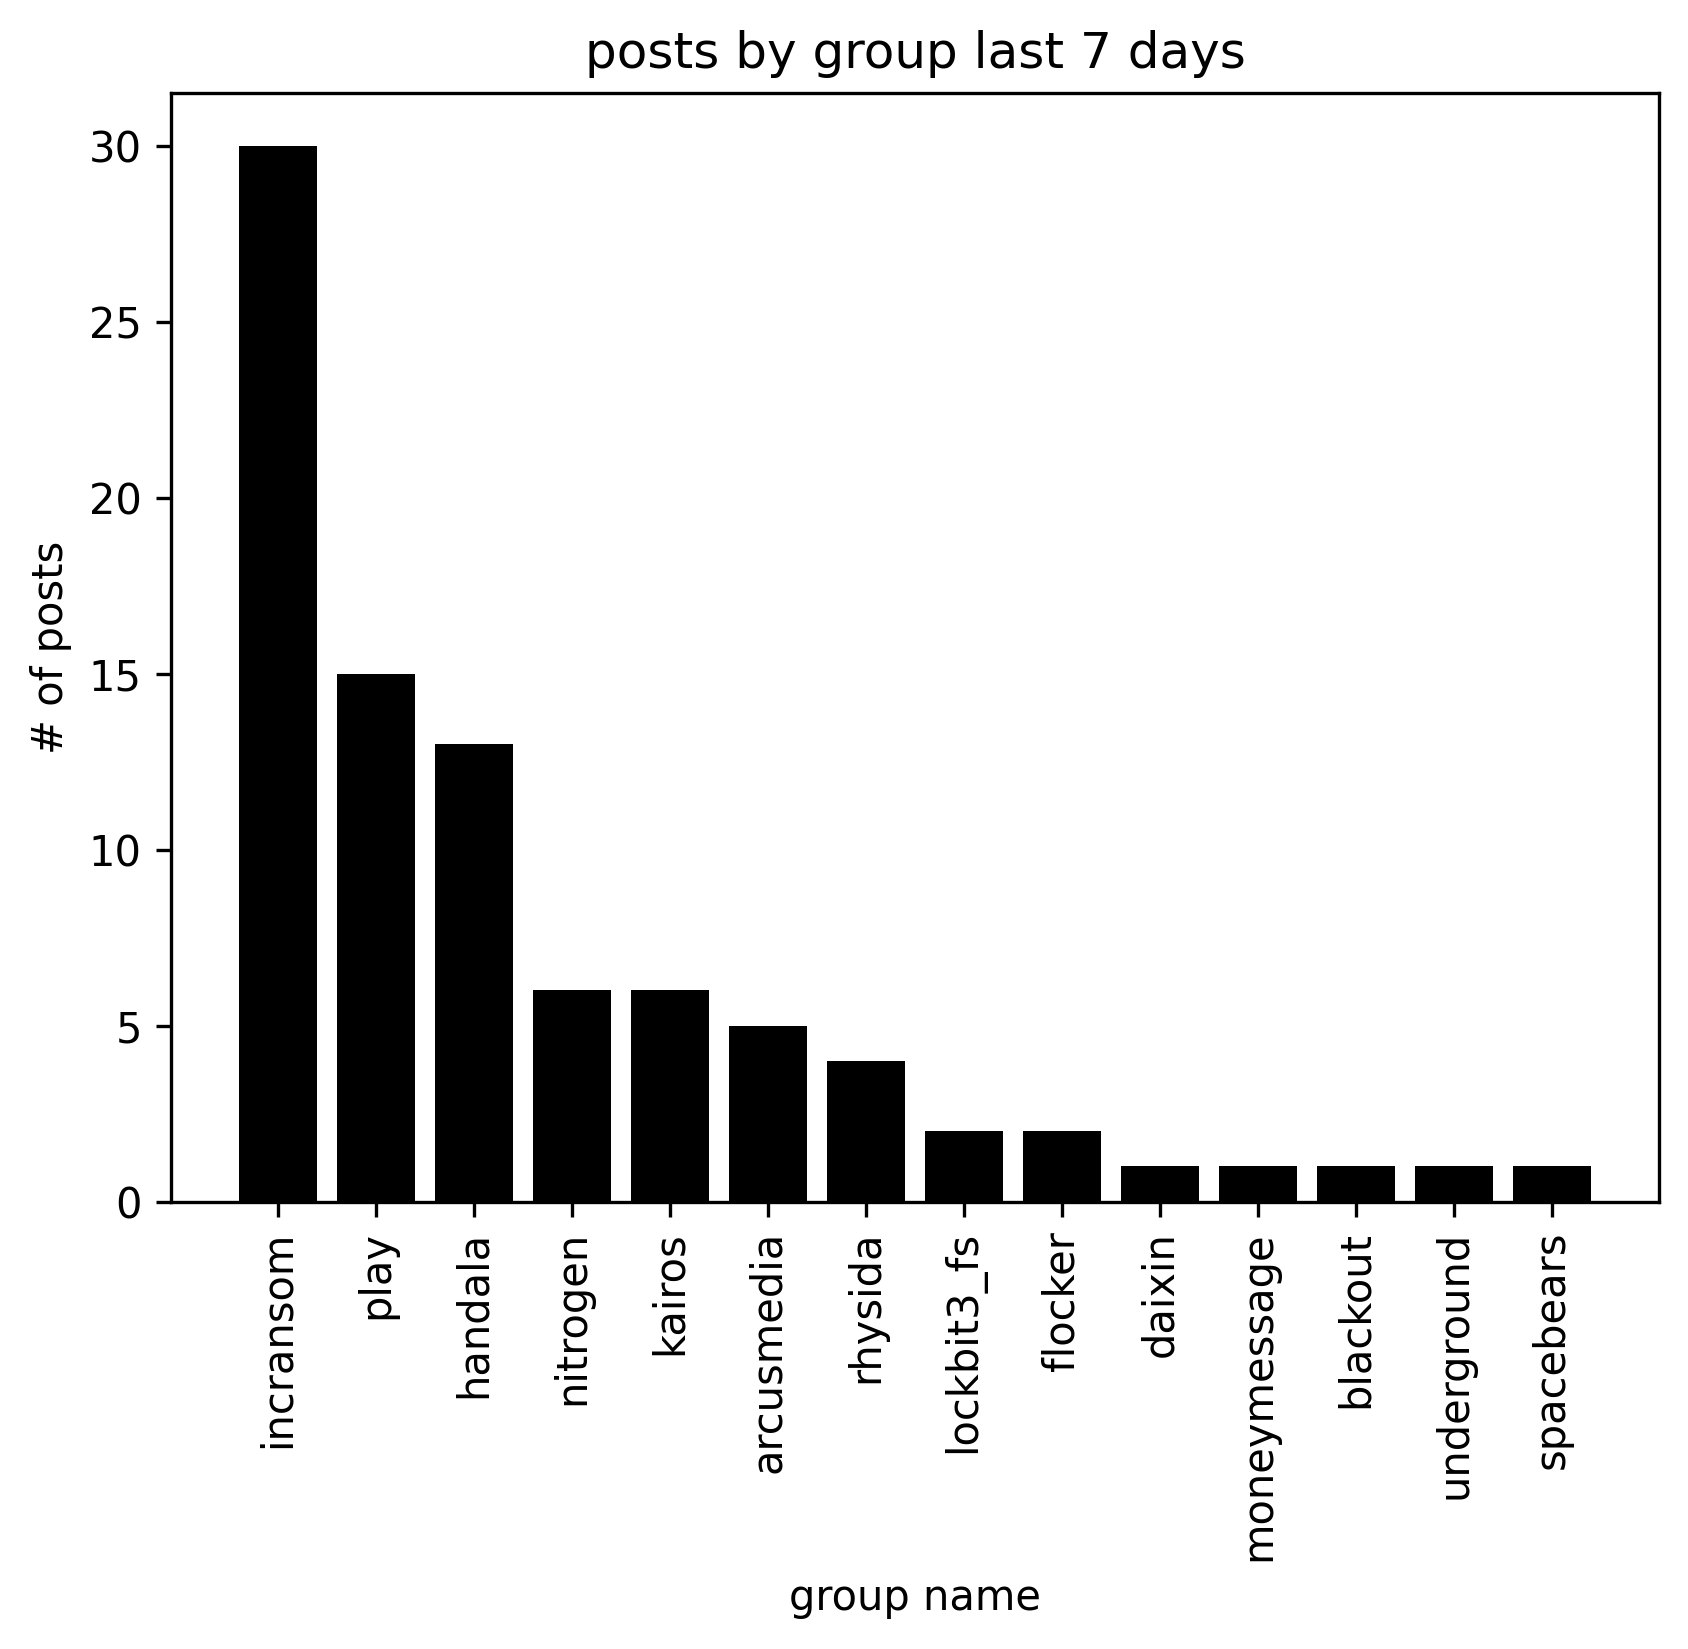 posts by group last 7 days
# of posts
30
25
20
15
10
5
0
incransom
play
handala
nitrogen
kairos
arcusmedia
rhysida
lockbit3_fs
flocker
daixin
moneymessage
blackout
underground
spacebears
group name